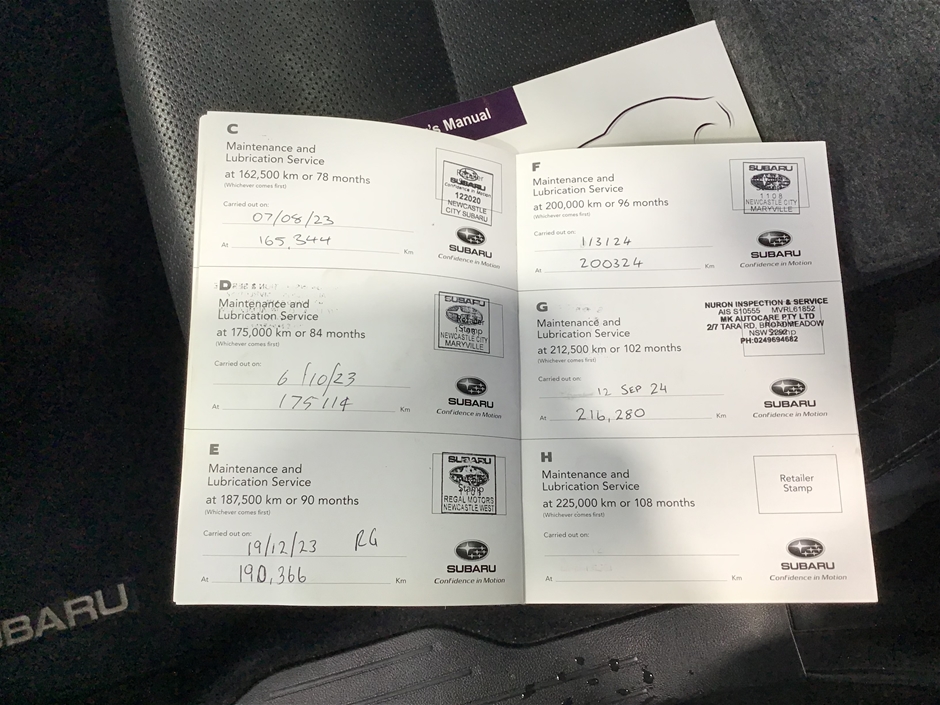 's Manual
C
Maintenance and
Lubrication Service
at 162,500 km or 78 months
(Whichever comes first)
Carried out on:
07/08/23
At 165,344 Km
SUBARU
Confidence in Motion
122020
NEWCASTLE
CITY SUBARU
SUBARU
Confidence in Motion
D
Maintenance and
Lubrication Service
at 175,000 km or 84 months
(Whichever comes first)
Carried out on:
6/10/23
At 175114 Km
SUBARU
Retailer
Stamp
NEWCASTLE CITY
MARYVILLE
SUBARU
Confidence in Motion
E
Maintenance and
Lubrication Service
at 187,500 km or 90 months
(Whichever comes first)
Carried out on:
19/12/23 RG
At 190,366 Km
SUBARU
Stamp
REGAL MOTORS
NEWCASTLE WEST
SUBARU
Confidence in Motion
F
Maintenance and
Lubrication Service
at 200,000 km or 96 months
(Whichever comes first)
Carried out on:
1/3/24
At 200324 Km
SUBARU
1108
NEWCASTLE CITY
MARYVILLE
SUBARU
Confidence in Motion
G
Maintenance and
Lubrication Service
at 212,500 km or 102 months
(Whichever comes first)
Carried out on:
12 SEP 24
At 216,280 Km
NURON INSPECTION & SERVICE
AIS S10555 MVRL61852
MK AUTOCARE PTY LTD
2/7 TARA RD, BROADMEADOW
NSW 2292
PH:0249694682
SUBARU
Confidence in Motion
H
Maintenance and
Lubrication Service
at 225,000 km or 108 months
(Whichever comes first)
Carried out on:
At Km
Retailer
Stamp
SUBARU
Confidence in Motion
UBARU